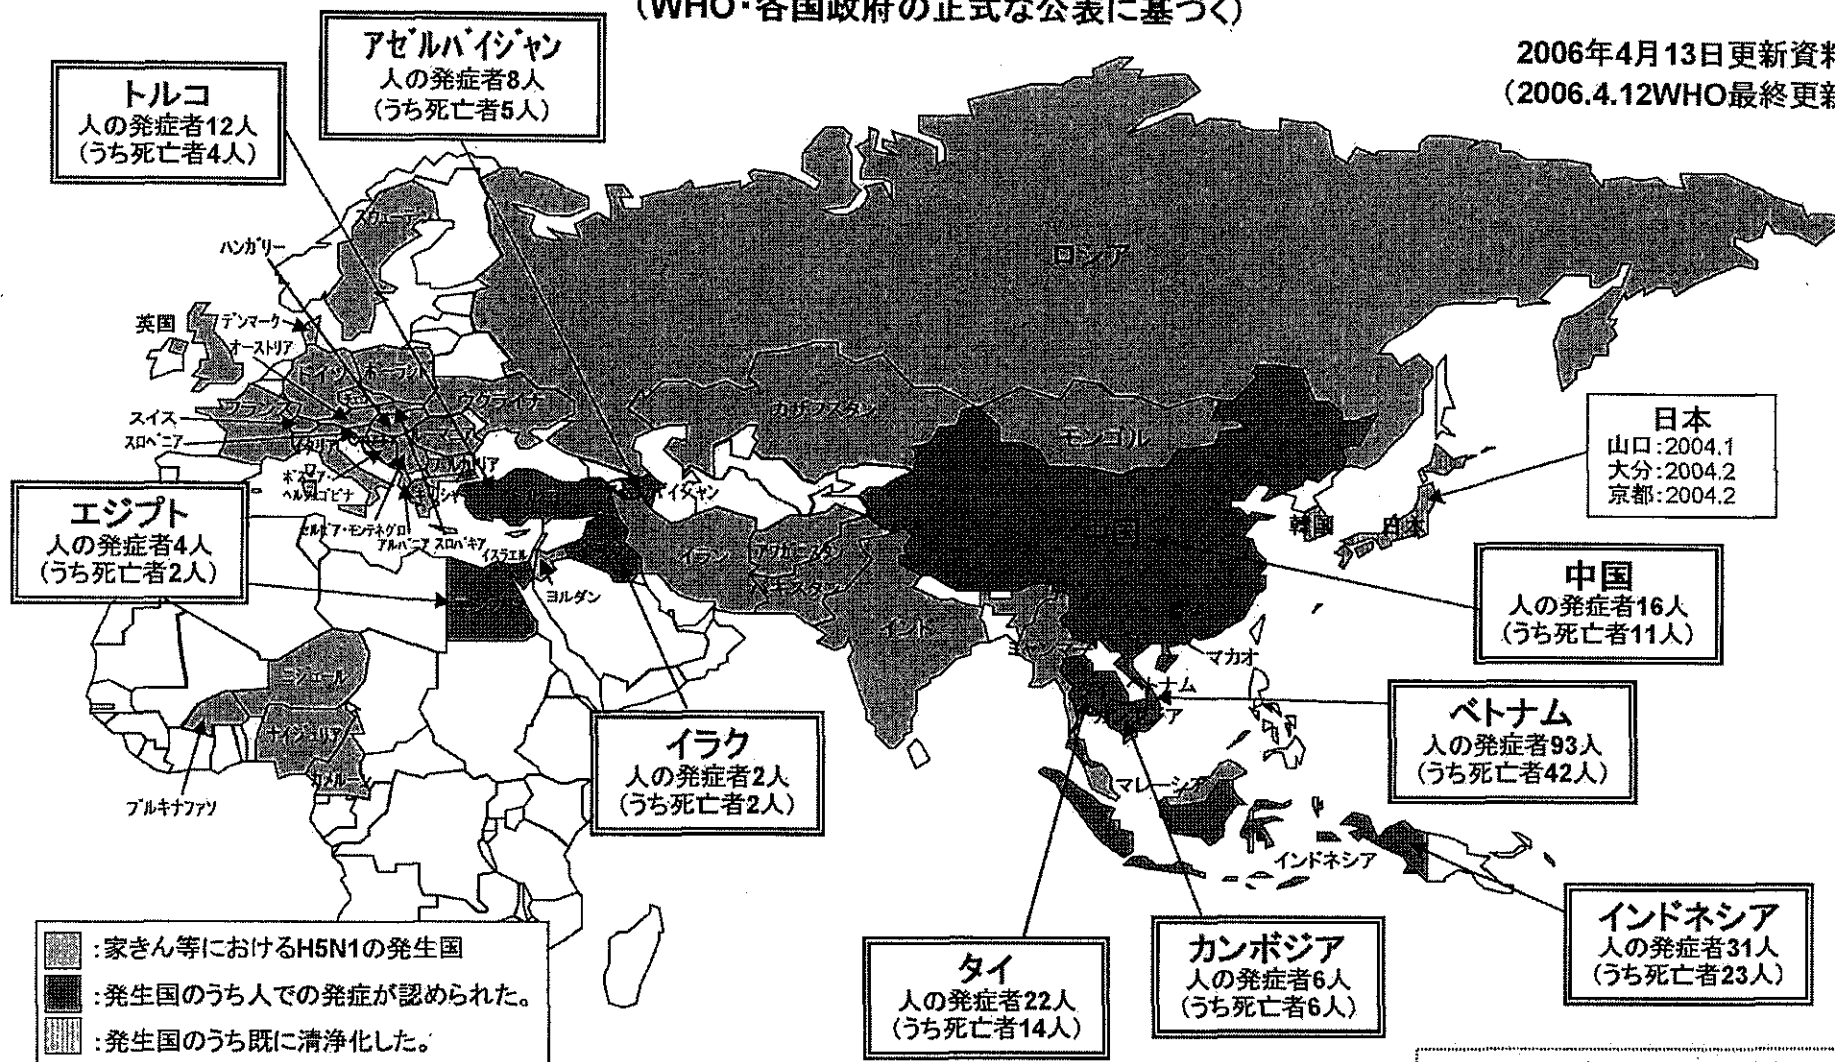 (WHO・各国政府の正式な公表に基づく)
2006年4月13日更新資料
(2006.4.12WHO最終更新
アゼルバイジャン
人の発症者8人
(うち死亡者5人)
トルコ
人の発症者12人
(うち死亡者4人)
スウェーデン
ハンガリー
ロシア
英国
デンマーク
オーストリア
ドイツ
ポーランド
ウクライナ
フランス
スイス
スロベニア
イタリア
ルーマニア
ブルガリア
カザフスタン
モンゴル
日本
山口:2004.1
大分:2004.2
京都:2004.2
ボスニア・
ヘルツェゴビナ
ギリシャ
バイジャン
セルビア・モンテネグロ
アルバニア
スロバキア
イスラエル
ヨルダン
イラン
アフガニスタン
パキスタン
インド
ミャンマー
中国
韓国
日本
マカオ
エジプト
人の発症者4人
(うち死亡者2人)
中国
人の発症者16人
(うち死亡者11人)
ニジェール
ナイジェリア
カメルーン
ブルキナファソ
イラク
人の発症者2人
(うち死亡者2人)
ベトナム
ベトナム
人の発症者93人
(うち死亡者42人)
マレーシア
インドネシア
インドネシア
人の発症者31人
(うち死亡者23人)
カンボジア
人の発症者6人
(うち死亡者6人)
タイ
人の発症者22人
(うち死亡者14人)
:家きん等におけるH5N1の発生国
:発生国のうち人での発症が認められた。
:発生国のうち既に清浄化した。